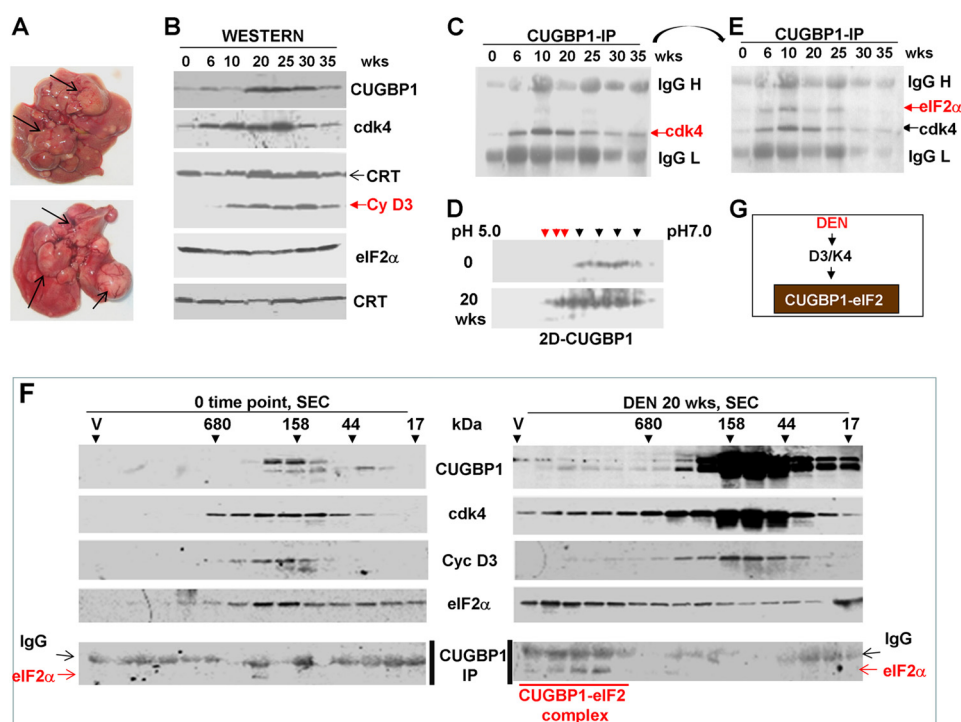 A
B
WESTERN
0 6 10 20 25 30 35 wks
CUGBP1
cdk4
CRT
Cy D3
eIF2α
CRT
C
CUGBP1-IP
0 6 10 20 25 30 35 wks
IgG H
cdk4
IgG L
E
CUGBP1-IP
0 6 10 20 25 30 35 wks
IgG H
eIF2α
cdk4
IgG L
D
pH 5.0 pH7.0
0
20
wks
2D-CUGBP1
G
DEN
D3/K4
CUGBP1-eIF2
F
0 time point, SEC
V 680 158 44 17
kDa
DEN 20 wks, SEC
V 680 158 44 17
CUGBP1
cdk4
Cyc D3
eIF2α
IgG
eIF2α
CUGBP1
IP
IgG
eIF2α
CUGBP1-eIF2
complex